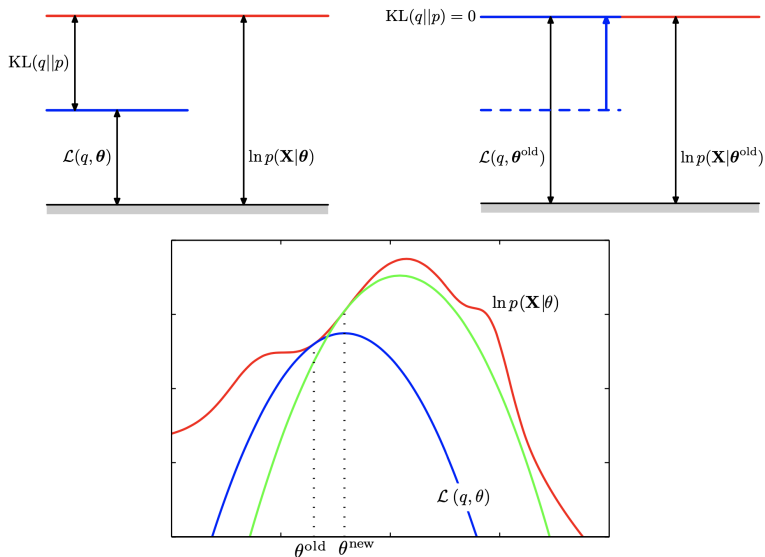 KL(q||p)
𝓛(q, θ)
ln p(X|θ)
KL(q||p) = 0
𝓛(q, θ^old)
ln p(X|θ^old)
ln p(X|θ)
𝓛 (q, θ)
θ^old
θ^new